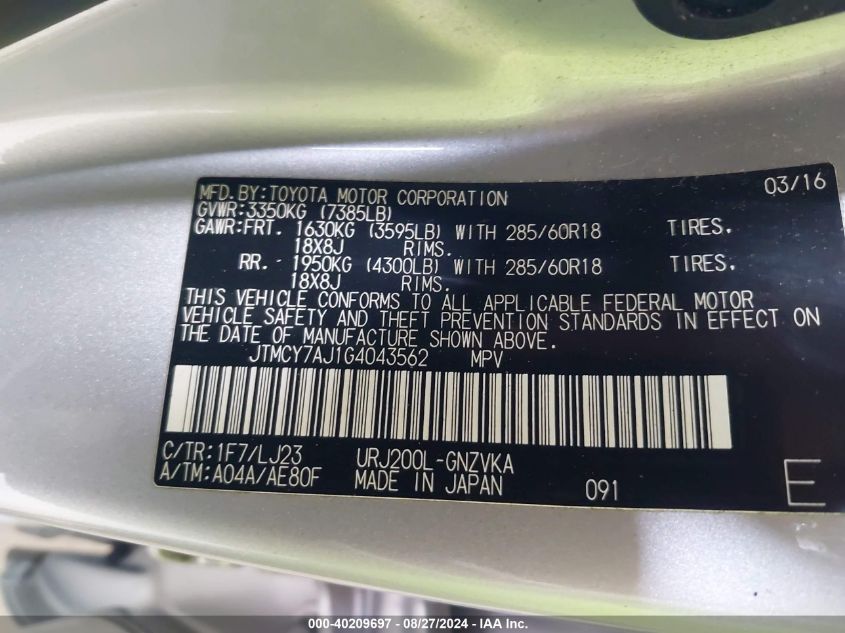 03/16
MFD.BY:TOYOTA MOTOR CORPORATION
GVWR:3350KG (7385LB)
GAWR:FRT. 1630KG (3595LB) WITH 285/60R18 TIRES.
18X8J RIMS.
RR. 1950KG (4300LB) WITH 285/60R18 TIRES,
18X8J RIMS.
THIS VEHICLE CONFORMS TO ALL APPLICABLE FEDERAL MOTOR
VEHICLE SAFETY AND THEFT PREVENTION STANDARDS IN EFFECT ON
THE DATE OF MANUFACTURE SHOWN ABOVE.
JTMCY7AJ1G4043562 MPV
C/TR:1F7/LJ23 URJ200L-GNZVKA
A/TM:A04A/AE80F MADE IN JAPAN 091 E
000-40209697 - 08/27/2024 - IAA Inc.